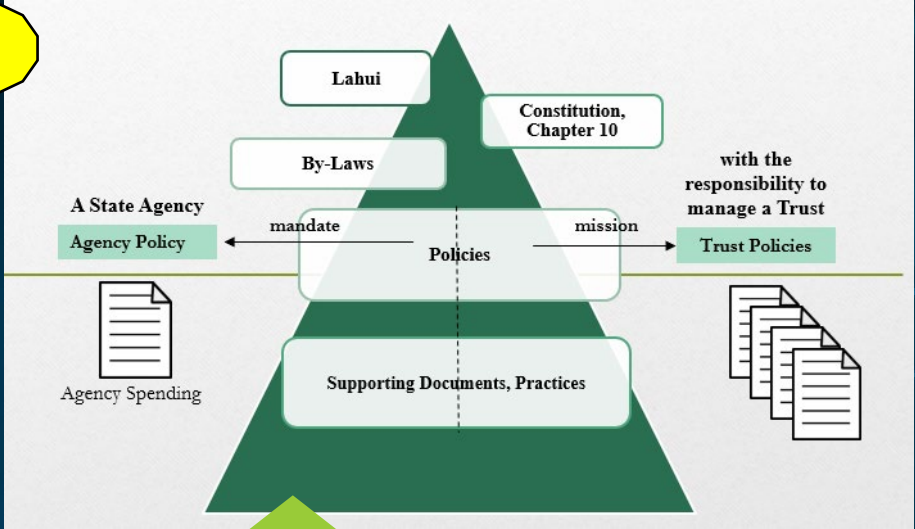 Lahui
Constitution,
Chapter 10
By-Laws
with the
responsibility to
manage a Trust
A State Agency
mandate
mission
Agency Policy
Policies
Trust Policies
Supporting Documents, Practices
Agency Spending